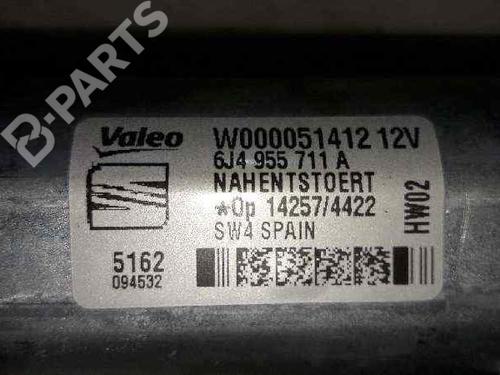 B-PARTS
Valeo
W000051412 12V
6J4 955 711 A
NAHENTSTOERT
*Op 14257/4422
SW4 SPAIN
HW02
5162
094532